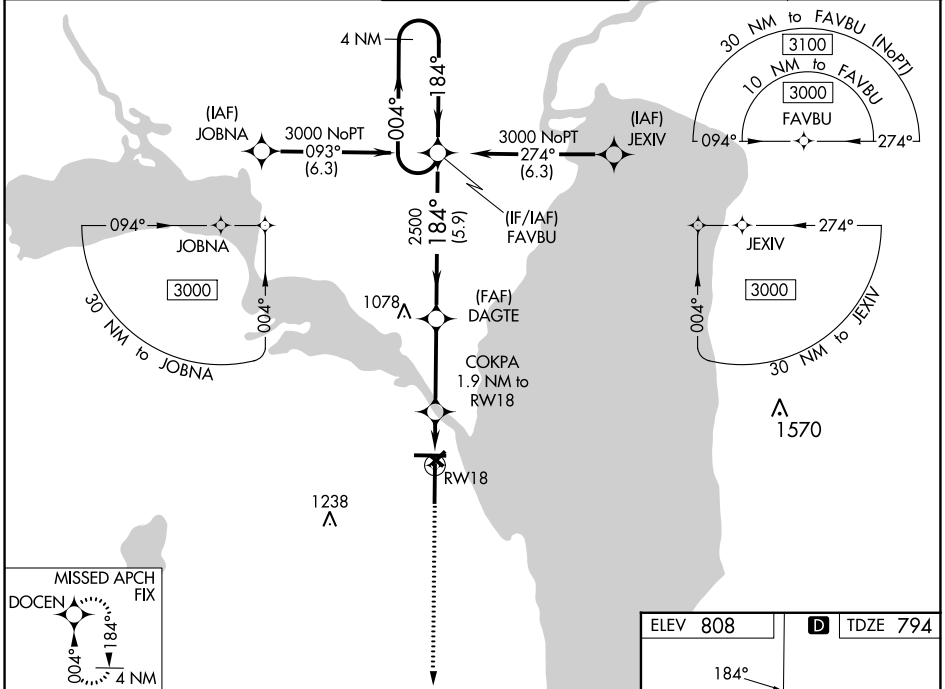 4 NM
004°
184°
(IAF)
JOBNA
3000 NoPT
093°
(6.3)
3000 NoPT
274°
(6.3)
(IAF)
JEXIV
(IF/IAF)
FAVBU
30 NM to FAVBU (NoPT)
3100
10 NM to FAVBU
3000
FAVBU
094°
274°
094°
JOBNA
3000
004°
30 NM to JOBNA
2500
184°
(5.9)
274°
JEXIV
3000
004°
30 NM to JEXIV
1078
(FAF)
DAGTE
COKPA
1.9 NM to
RW18
RW18
1570
1238
MISSED APCH
FIX
DOCEN
184°
004°
4 NM
ELEV 808
D
TDZE 794
184°